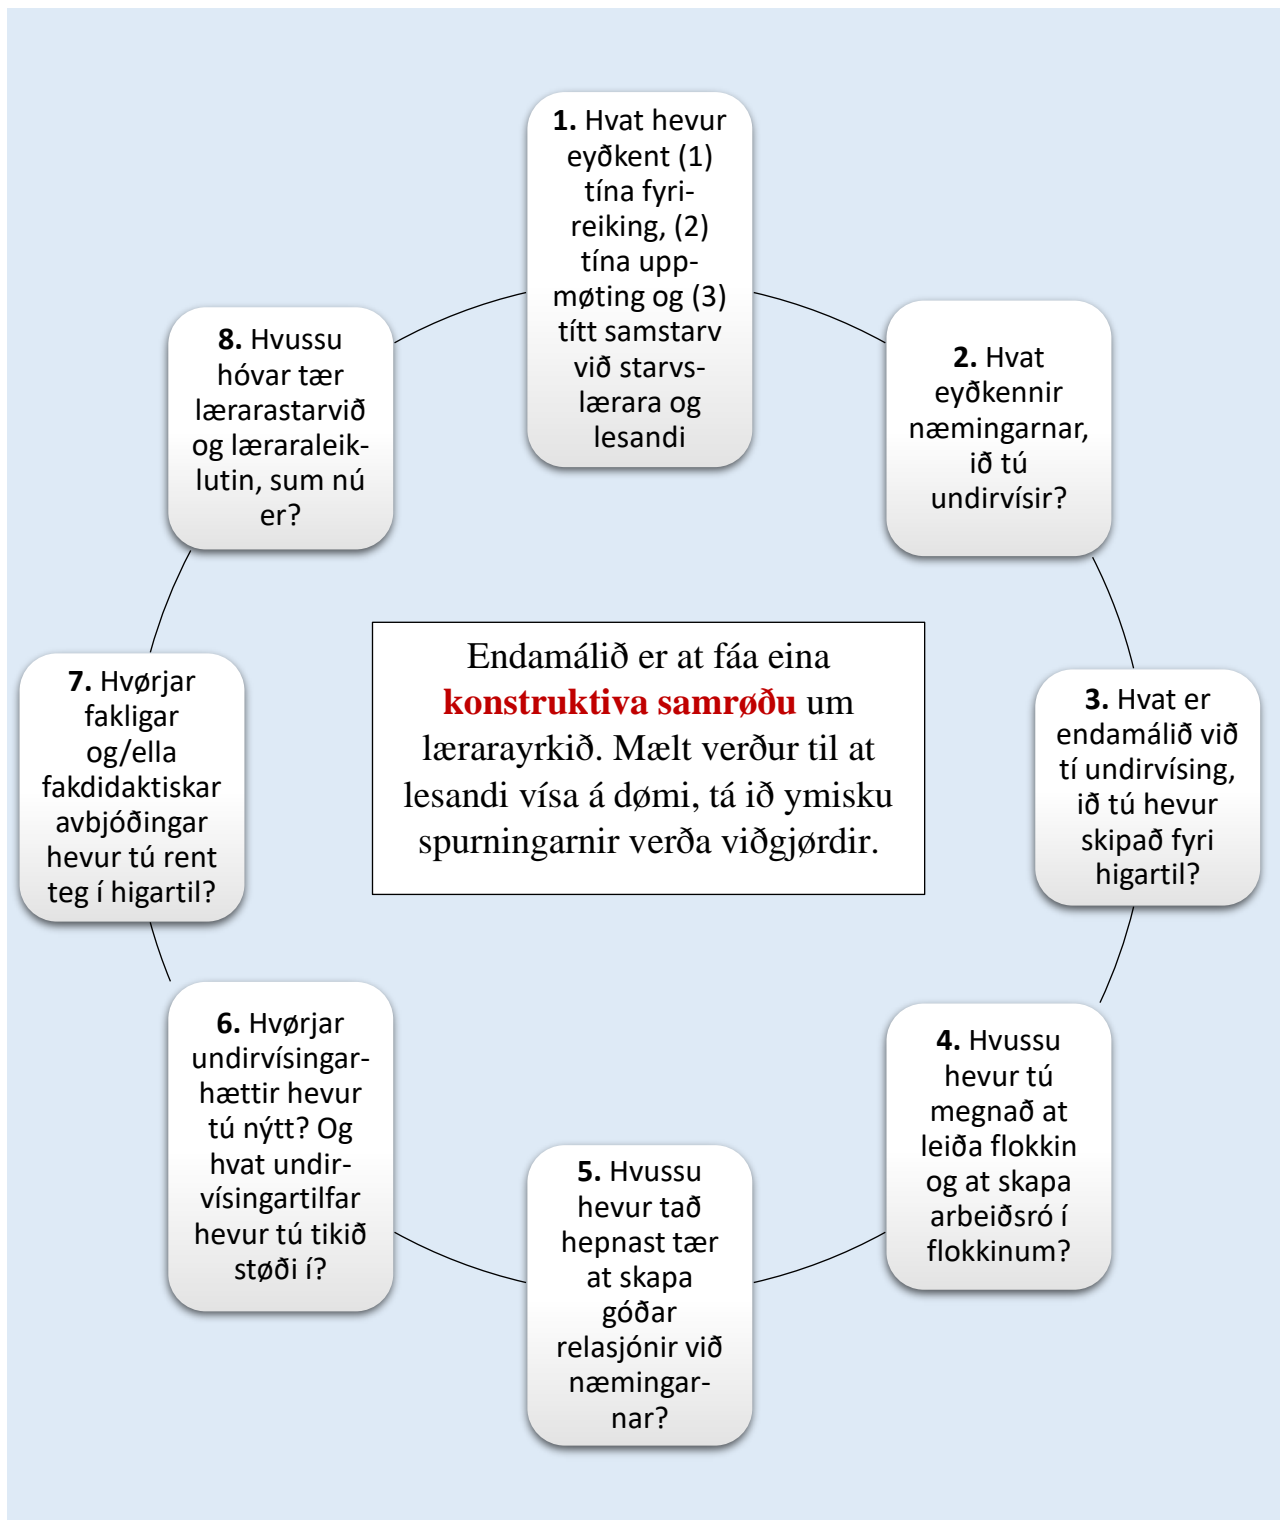 1. Hvat hevur
eyðkent (1)
tína fyri-
reiking, (2)
tína upp-
møting og (3)
títt samstarv
við starvs-
lærara og
lesandi
2. Hvat
eyðkennir
næmingarnar,
ið tú
undirvísir?
3. Hvat er
endamálið við
tí undirvísing,
ið tú hevur
skipað fyri
higartil?
4. Hvussu
hevur tú
megnað at
leiða flokkin
og at skapa
arbeiðsró í
flokkinum?
5. Hvussu
hevur tað
hepnast tær
at skapa
góðar
relasjónir við
næmingar-
nar?
6. Hvørjar
undirvísingar-
hættir hevur
tú nýtt? Og
hvat undir-
vísingartilfar
hevur tú tikið
støði í?
7. Hvørjar
fakligar
og/ella
fakdidaktiskar
avbjóðingar
hevur tú rent
teg í higartil?
8. Hvussu
hóvar tær
lærarastarvið
og læraraleik-
lutin, sum nú
er?
Endamálið er at fáa eina
konstruktiva samrøðu um
lærarayrkið. Mælt verður til at
lesandi vísa á dømi, tá ið ymisku
spurningarnir verða viðgjørdir.